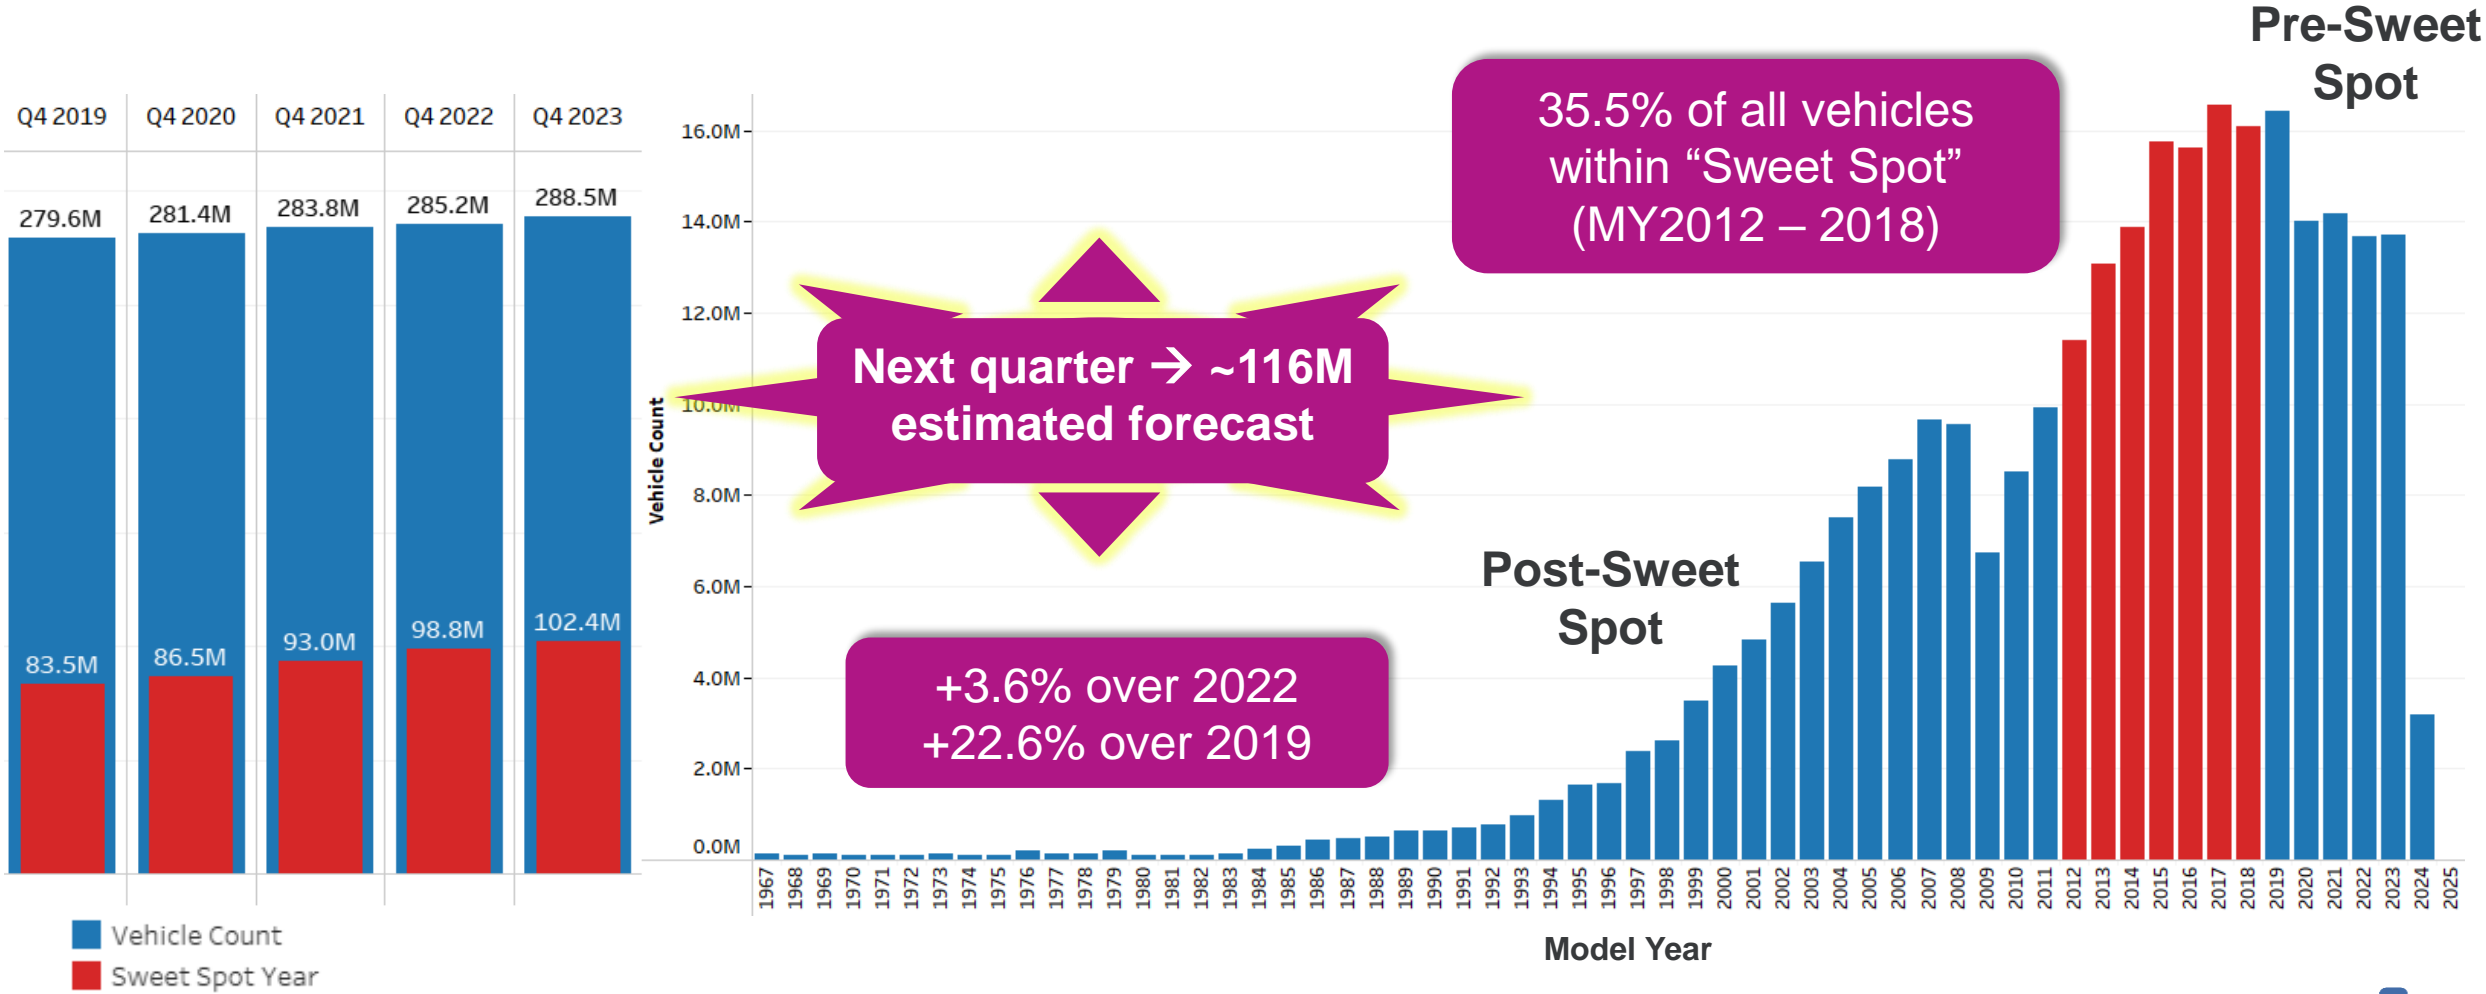 Pre-Sweet
Spot
Q4 2019
Q4 2020
Q4 2021
Q4 2022
Q4 2023
279.6M
281.4M
283.8M
285.2M
288.5M
83.5M
86.5M
93.0M
98.8M
102.4M
Vehicle Count
Sweet Spot Year
Vehicle Count
16.0M
14.0M
12.0M
10.0M
8.0M
6.0M
4.0M
2.0M
0.0M
35.5% of all vehicles
within “Sweet Spot”
(MY2012 – 2018)
Next quarter → ~116M
estimated forecast
Post-Sweet
Spot
+3.6% over 2022
+22.6% over 2019
1967
1968
1969
1970
1971
1972
1973
1974
1975
1976
1977
1978
1979
1980
1981
1982
1983
1984
1985
1986
1987
1988
1989
1990
1991
1992
1993
1994
1995
1996
1997
1998
1999
2000
2001
2002
2003
2004
2005
2006
2007
2008
2009
2010
2011
2012
2013
2014
2015
2016
2017
2018
2019
2020
2021
2022
2023
2024
2025
Model Year